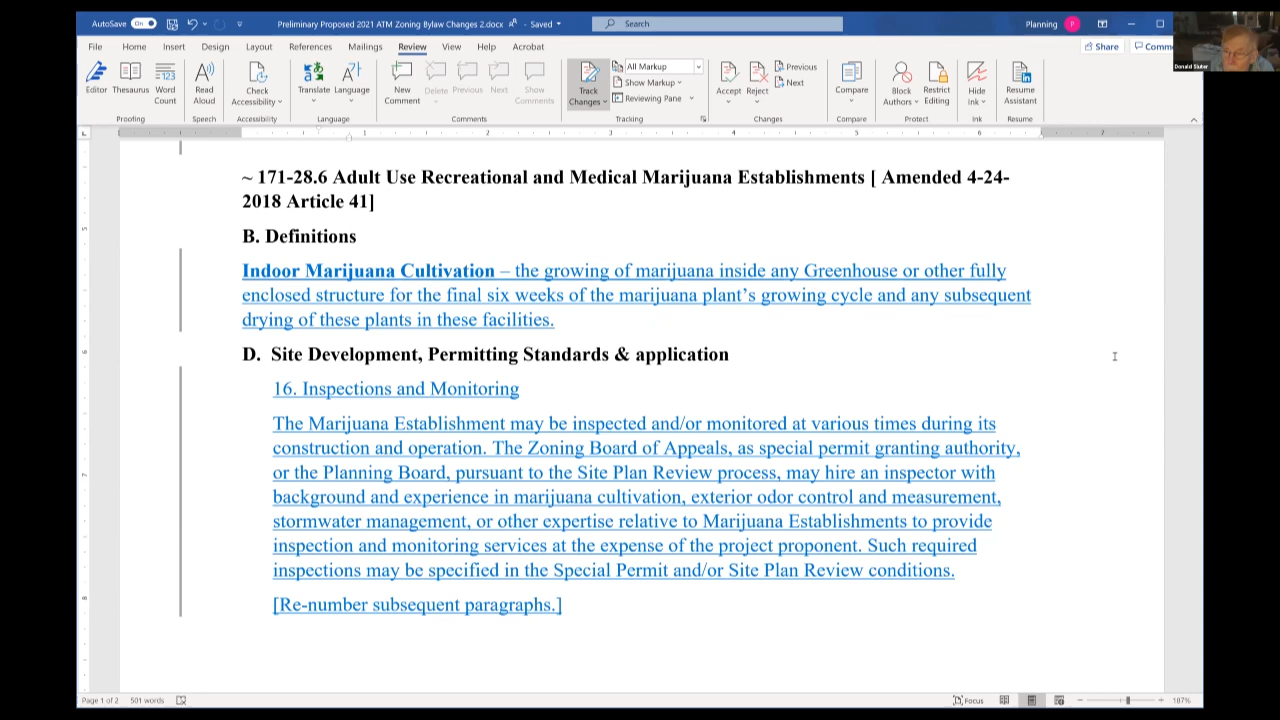 AutoSave On Preliminary Proposed 2021 ATM Zoning Bylaw Changes 2.docx - Saved Search Planning P
File Home Insert Design Layout References Mailings Review View Help Acrobat Share Comm
Editor Thesaurus Word Count Read Aloud Check Accessibility Translate Language New Comment Delete Previous Next Show Comments Track Changes All Markup Show Markup Reviewing Pane Accept Reject Previous Next Compare Block Authors Restrict Editing Hide Ink Resume Assistant
Proofing Speech Accessibility Language Comments Tracking Changes Compare Protect Ink Resume
Donald Sluter
1 2 3 4 5 6 7
~ 171-28.6 Adult Use Recreational and Medical Marijuana Establishments [ Amended 4-24-
2018 Article 41]
B. Definitions
Indoor Marijuana Cultivation – the growing of marijuana inside any Greenhouse or other fully
enclosed structure for the final six weeks of the marijuana plant’s growing cycle and any subsequent
drying of these plants in these facilities.
D. Site Development, Permitting Standards & application
16. Inspections and Monitoring
The Marijuana Establishment may be inspected and/or monitored at various times during its
construction and operation. The Zoning Board of Appeals, as special permit granting authority,
or the Planning Board, pursuant to the Site Plan Review process, may hire an inspector with
background and experience in marijuana cultivation, exterior odor control and measurement,
stormwater management, or other expertise relative to Marijuana Establishments to provide
inspection and monitoring services at the expense of the project proponent. Such required
inspections may be specified in the Special Permit and/or Site Plan Review conditions.
[Re-number subsequent paragraphs.]
Page 1 of 2 501 words Focus 107%